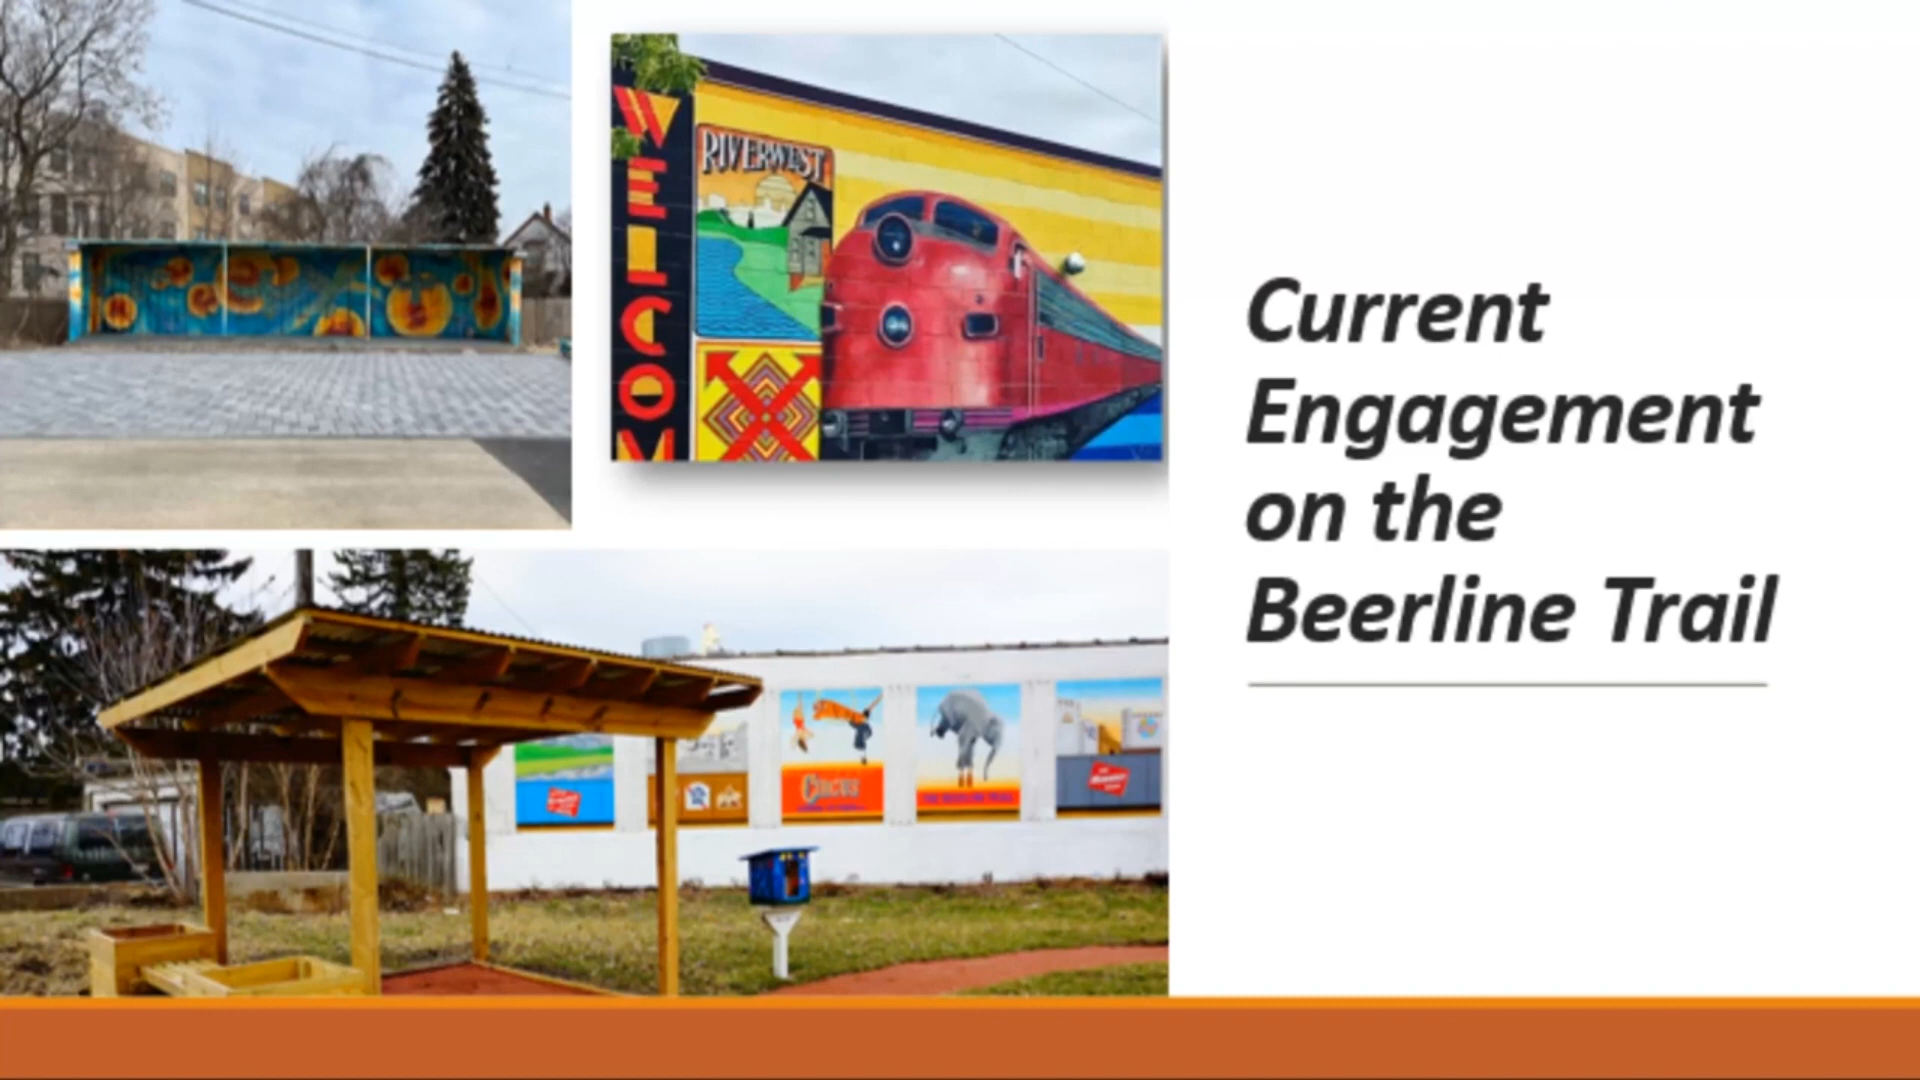 WELCOM
RIVERWEST
Current
Engagement
on the
Beerline Trail
CIRCUS